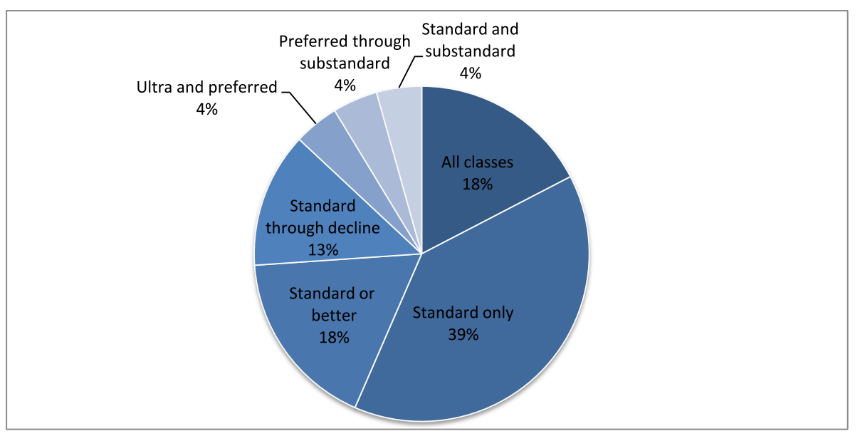 Standard and
substandard
4%
Preferred through
substandard
4%
Ultra and preferred
4%
All classes
18%
Standard
through decline
13%
Standard or
better
18%
Standard only
39%